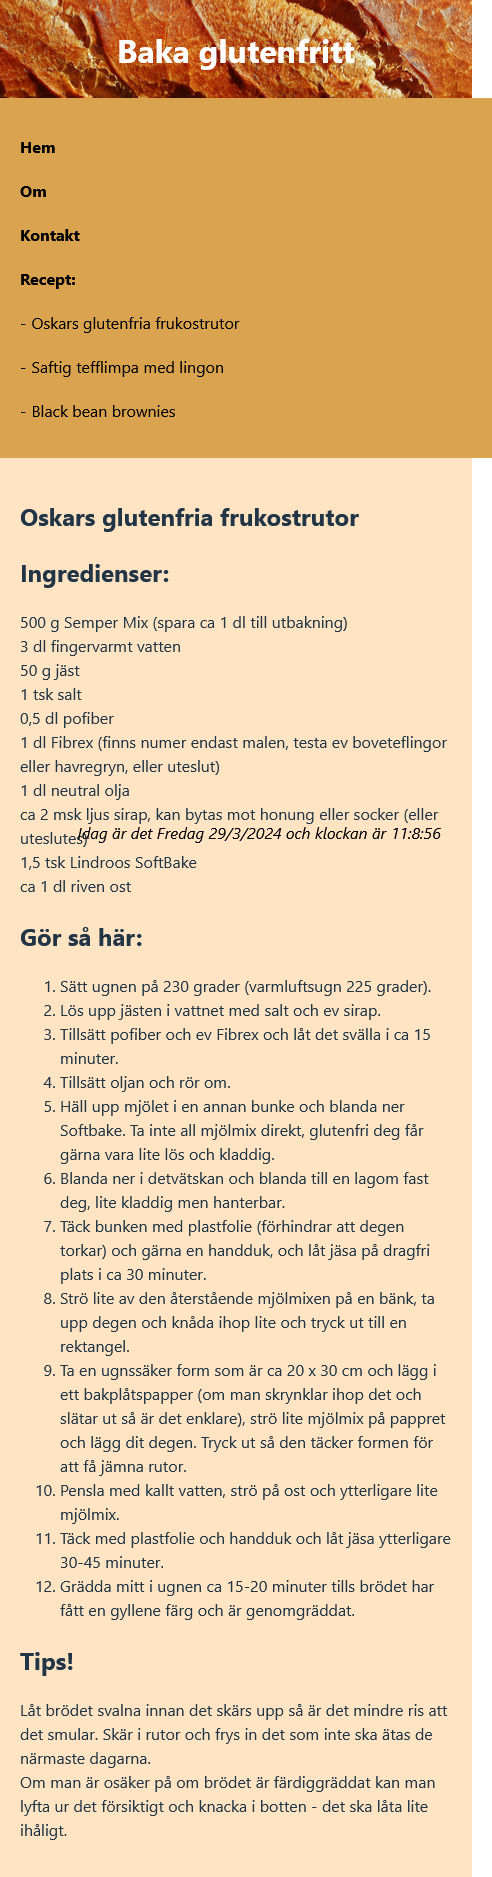 Baka glutenfritt
Hem
Om
Kontakt
Recept:
- Oskars glutenfria frukostrutor
- Saftig tefflimpa med lingon
- Black bean brownies
Oskars glutenfria frukostrutor
Ingredienser:
500 g Semper Mix (spara ca 1 dl till utbakning)
3 dl fingervarmt vatten
50 g jäst
1 tsk salt
0,5 dl pofiber
1 dl Fibrex (finns numer endast malen, testa ev boveteflingor
eller havregryn, eller uteslut)
1 dl neutral olja
ca 2 msk ljus sirap, kan bytas mot honung eller socker (eller
uteslutes)
Idag är det Fredag 29/3/2024 och klockan är 11:8:56
1,5 tsk Lindroos SoftBake
ca 1 dl riven ost
Gör så här:
1. Sätt ugnen på 230 grader (varmluftsugn 225 grader).
2. Lös upp jästen i vattnet med salt och ev sirap.
3. Tillsätt pofiber och ev Fibrex och låt det svälla i ca 15
minuter.
4. Tillsätt oljan och rör om.
5. Häll upp mjölet i en annan bunke och blanda ner
Softbake. Ta inte all mjölmix direkt, glutenfri deg får
gärna vara lite lös och kladdig.
6. Blanda ner i detvätskan och blanda till en lagom fast
deg, lite kladdig men hanterbar.
7. Täck bunken med plastfolie (förhindrar att degen
torkar) och gärna en handduk, och låt jäsa på dragfri
plats i ca 30 minuter.
8. Strö lite av den återstående mjölmixen på en bänk, ta
upp degen och knåda ihop lite och tryck ut till en
rektangel.
9. Ta en ugnssäker form som är ca 20 x 30 cm och lägg i
ett bakplåtspapper (om man skrynklar ihop det och
slätar ut så är det enklare), strö lite mjölmix på pappret
och lägg dit degen. Tryck ut så den täcker formen för
att få jämna rutor.
10. Pensla med kallt vatten, strö på ost och ytterligare lite
mjölmix.
11. Täck med plastfolie och handduk och låt jäsa ytterligare
30-45 minuter.
12. Grädda mitt i ugnen ca 15-20 minuter tills brödet har
fått en gyllene färg och är genomgräddat.
Tips!
Låt brödet svalna innan det skärs upp så är det mindre ris att
det smular. Skär i rutor och frys in det som inte ska ätas de
närmaste dagarna.
Om man är osäker på om brödet är färdiggräddat kan man
lyfta ur det försiktigt och knacka i botten - det ska låta lite
ihåligt.